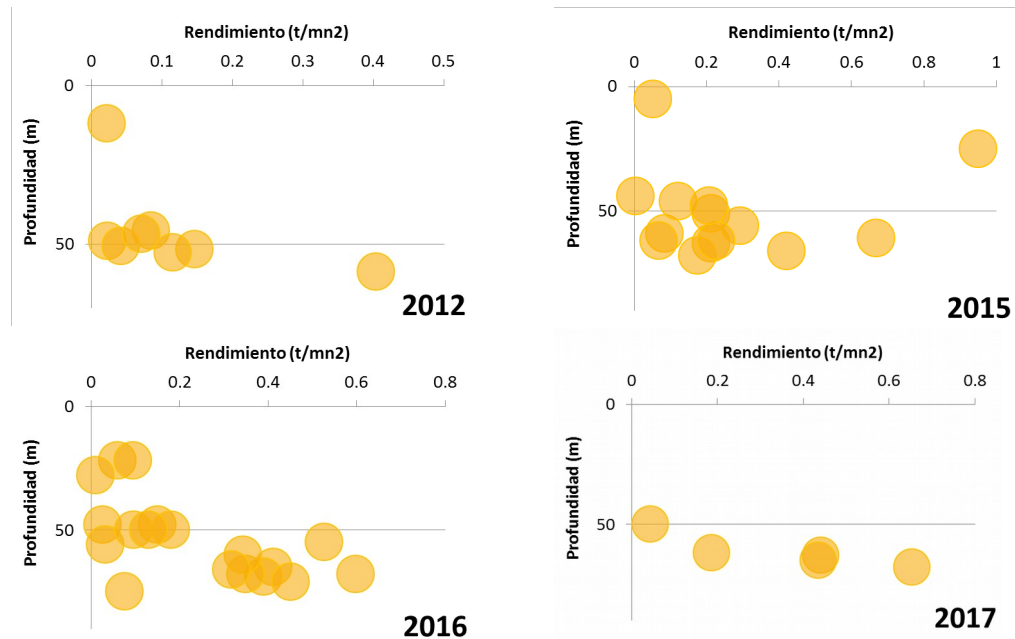 Rendimiento (t/mn2)
0 0.1 0.2 0.3 0.4 0.5
0
50
Profundidad (m)
2012
Rendimiento (t/mn2)
0 0.2 0.4 0.6 0.8 1
0
50
Profundidad (m)
2015
Rendimiento (t/mn2)
0 0.2 0.4 0.6 0.8
0
50
Profundidad (m)
2016
Rendimiento (t/mn2)
0 0.2 0.4 0.6 0.8
0
50
Profundidad (m)
2017